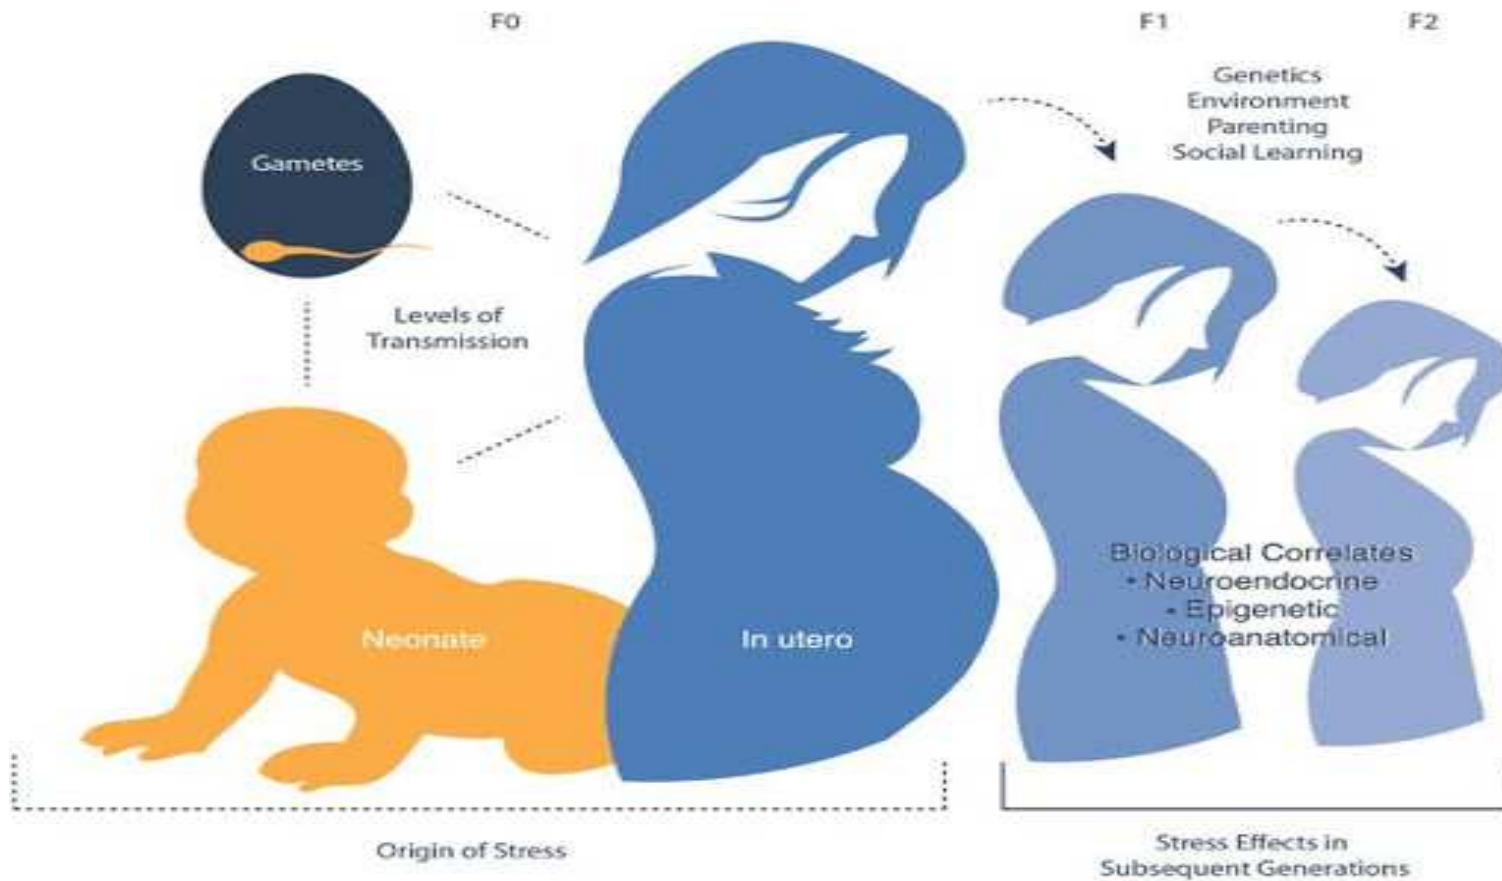 F0
F1
F2
Genetics
Environment
Parenting
Social Learning
Gametes
Levels of
Transmission
Biological Correlates
• Neuroendocrine
• Epigenetic
• Neuroanatomical
Neonate
In utero
Origin of Stress
Stress Effects in
Subsequent Generations